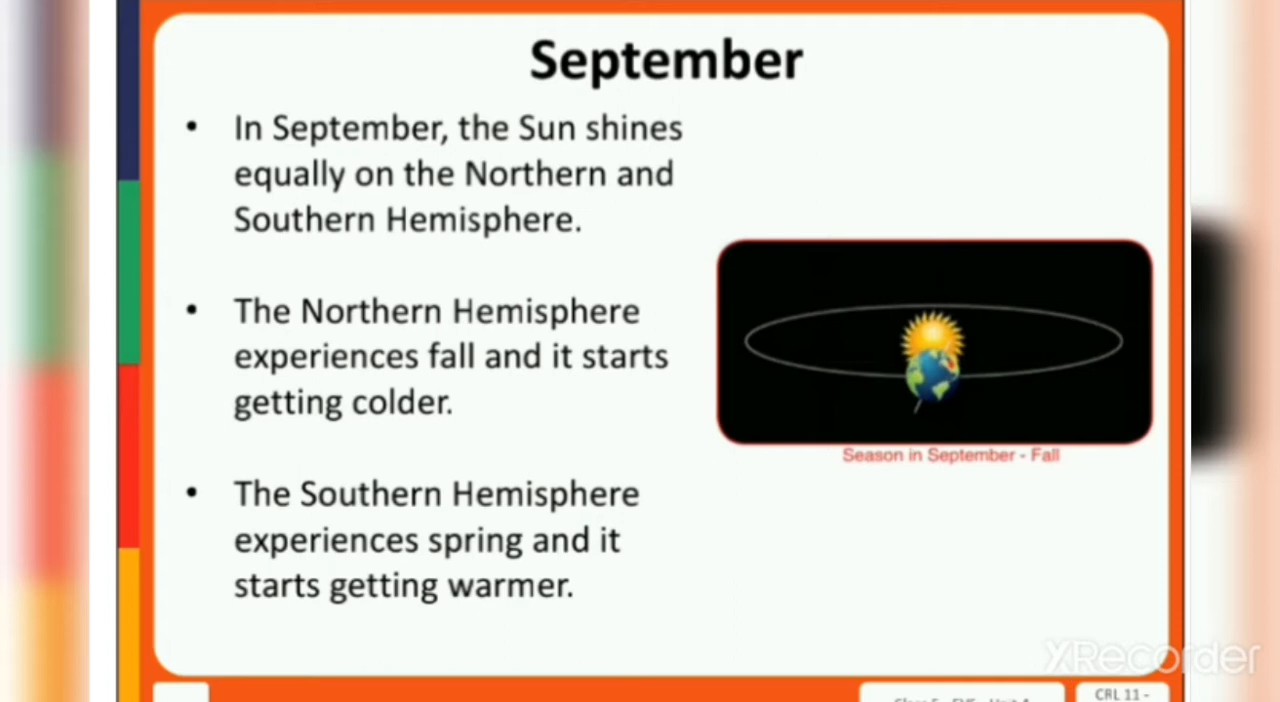 September
• In September, the Sun shines
equally on the Northern and
Southern Hemisphere.
• The Northern Hemisphere
experiences fall and it starts
getting colder.
• The Southern Hemisphere
experiences spring and it
starts getting warmer.
Season in September - Fall
XRecorder
CRL 11 -